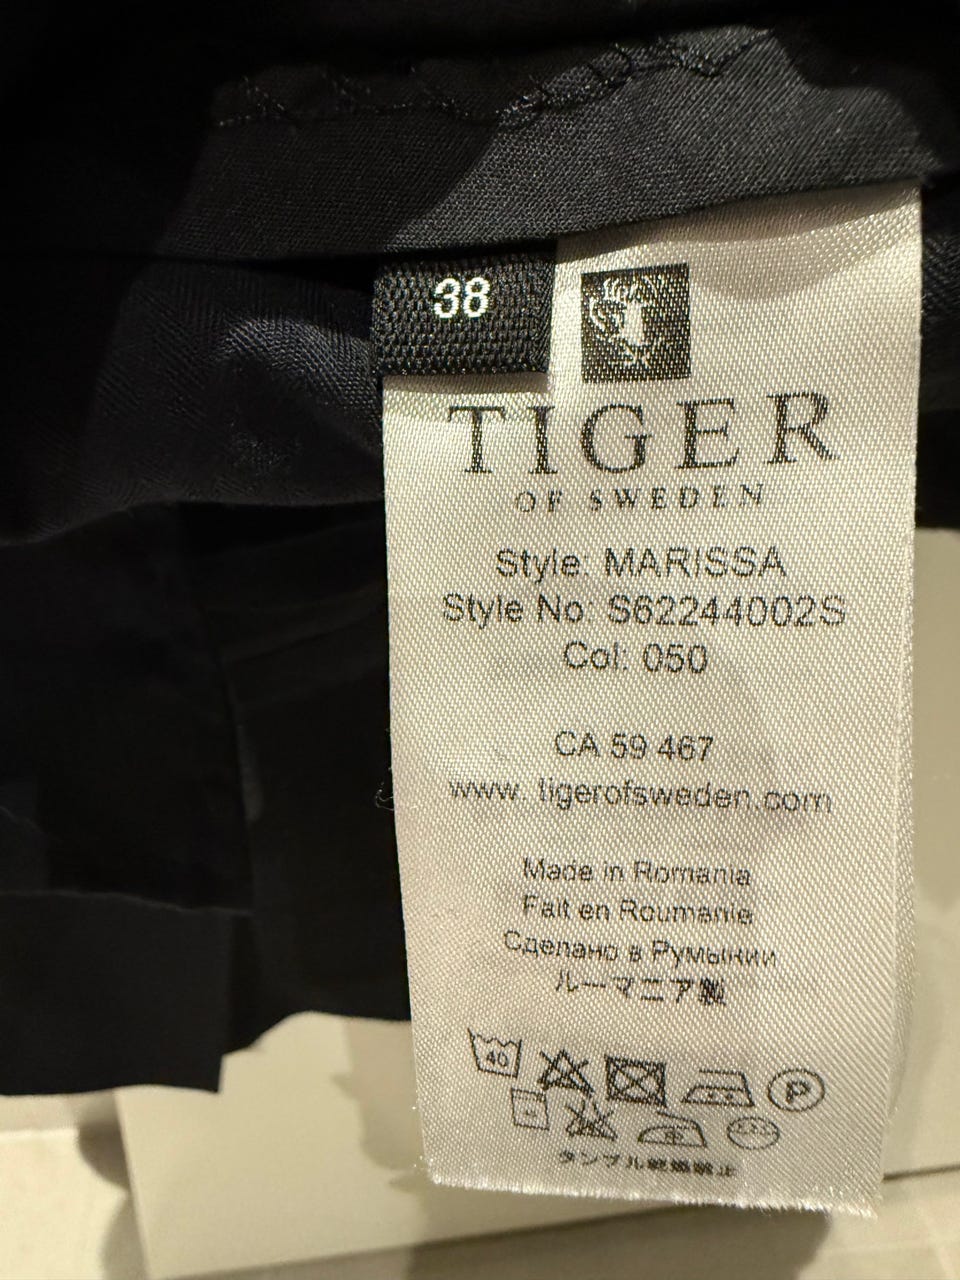 38
TIGER
OF SWEDEN
Style: MARISSA
Style No: S62244002S
Col: 050
CA 59 467
www. tigerofsweden.com
Made in Romania
Fait en Roumanie
Сделано в Румынии
ルーマニア製
40
P
タンブル乾燥禁止